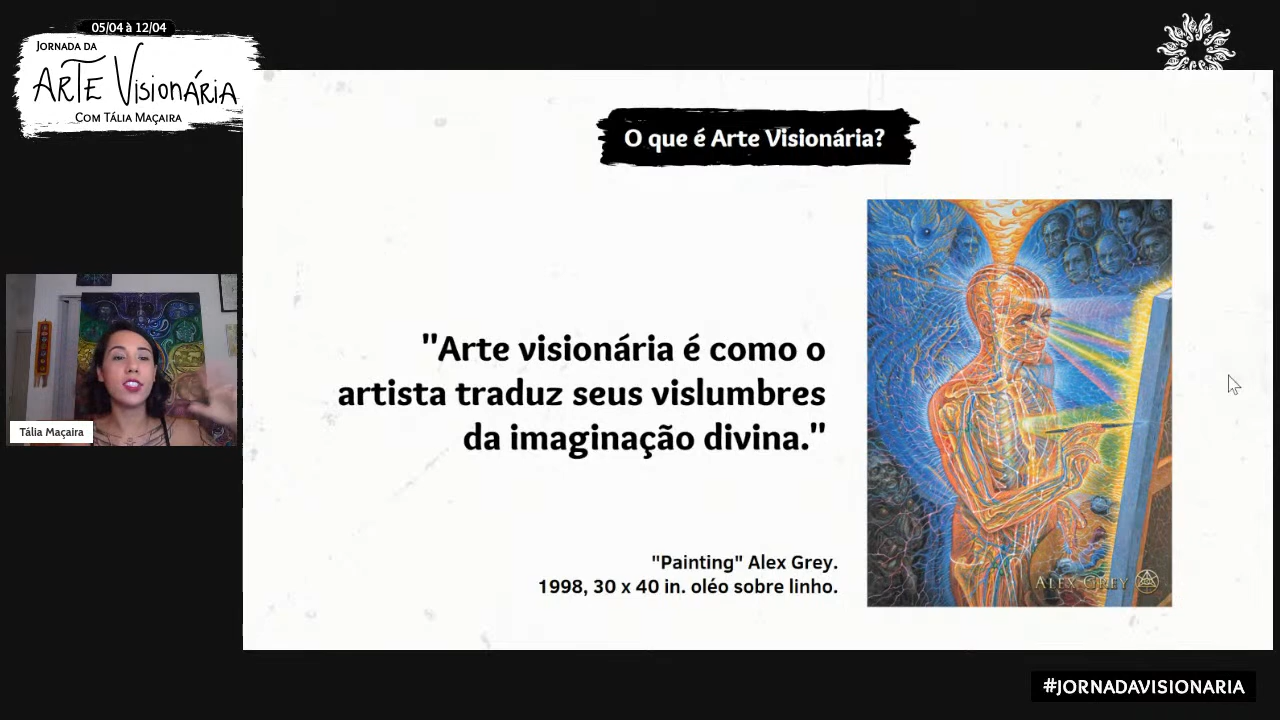 05/04 à 12/04
JORNADA DA
ARTE VISIONÁRIA
COM TÁLIA MAÇAIRA
O que é Arte Visionária?
"Arte visionária é como o
artista traduz seus vislumbres
da imaginação divina."
"Painting" Alex Grey.
1998, 30 x 40 in. oléo sobre linho.
ALEX GREY
Tália Maçaira
#JORNADAVISIONARIA